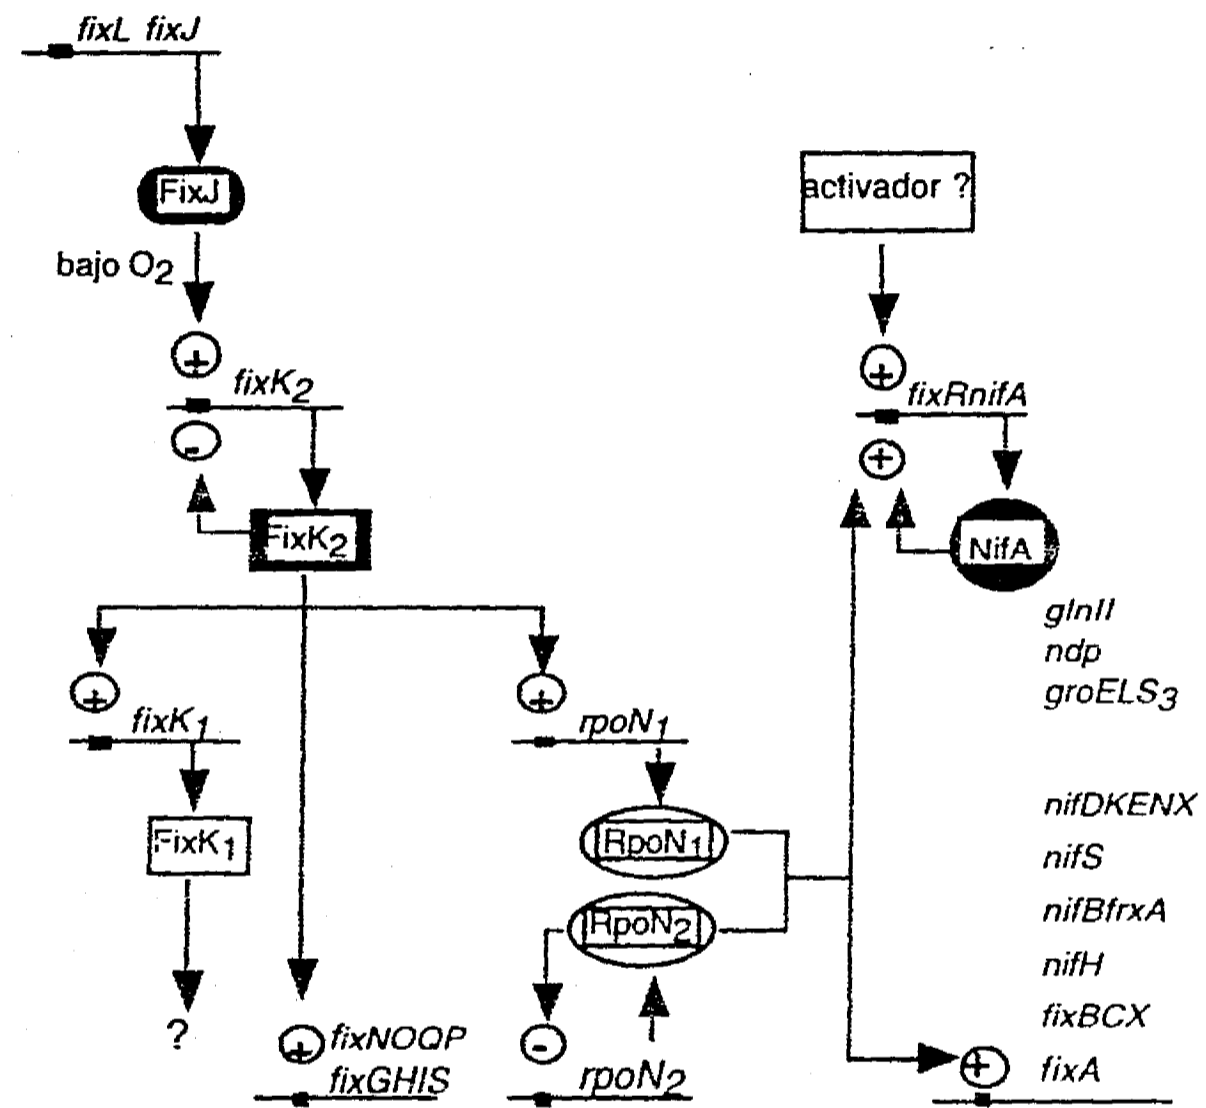 fixL fixJ
FixJ
bajo O2
+
fixK2
-
FixK2
+
fixK1
FixK1
?
+
fixNOQP
fixGHIS
+
rpoN1
RpoN1
RpoN2
-
rpoN2
activador ?
+
fixRnifA
+
NifA
glnII
ndp
groELS3
nifDKENX
nifS
nifBfrxA
nifH
fixBCX
+
fixA